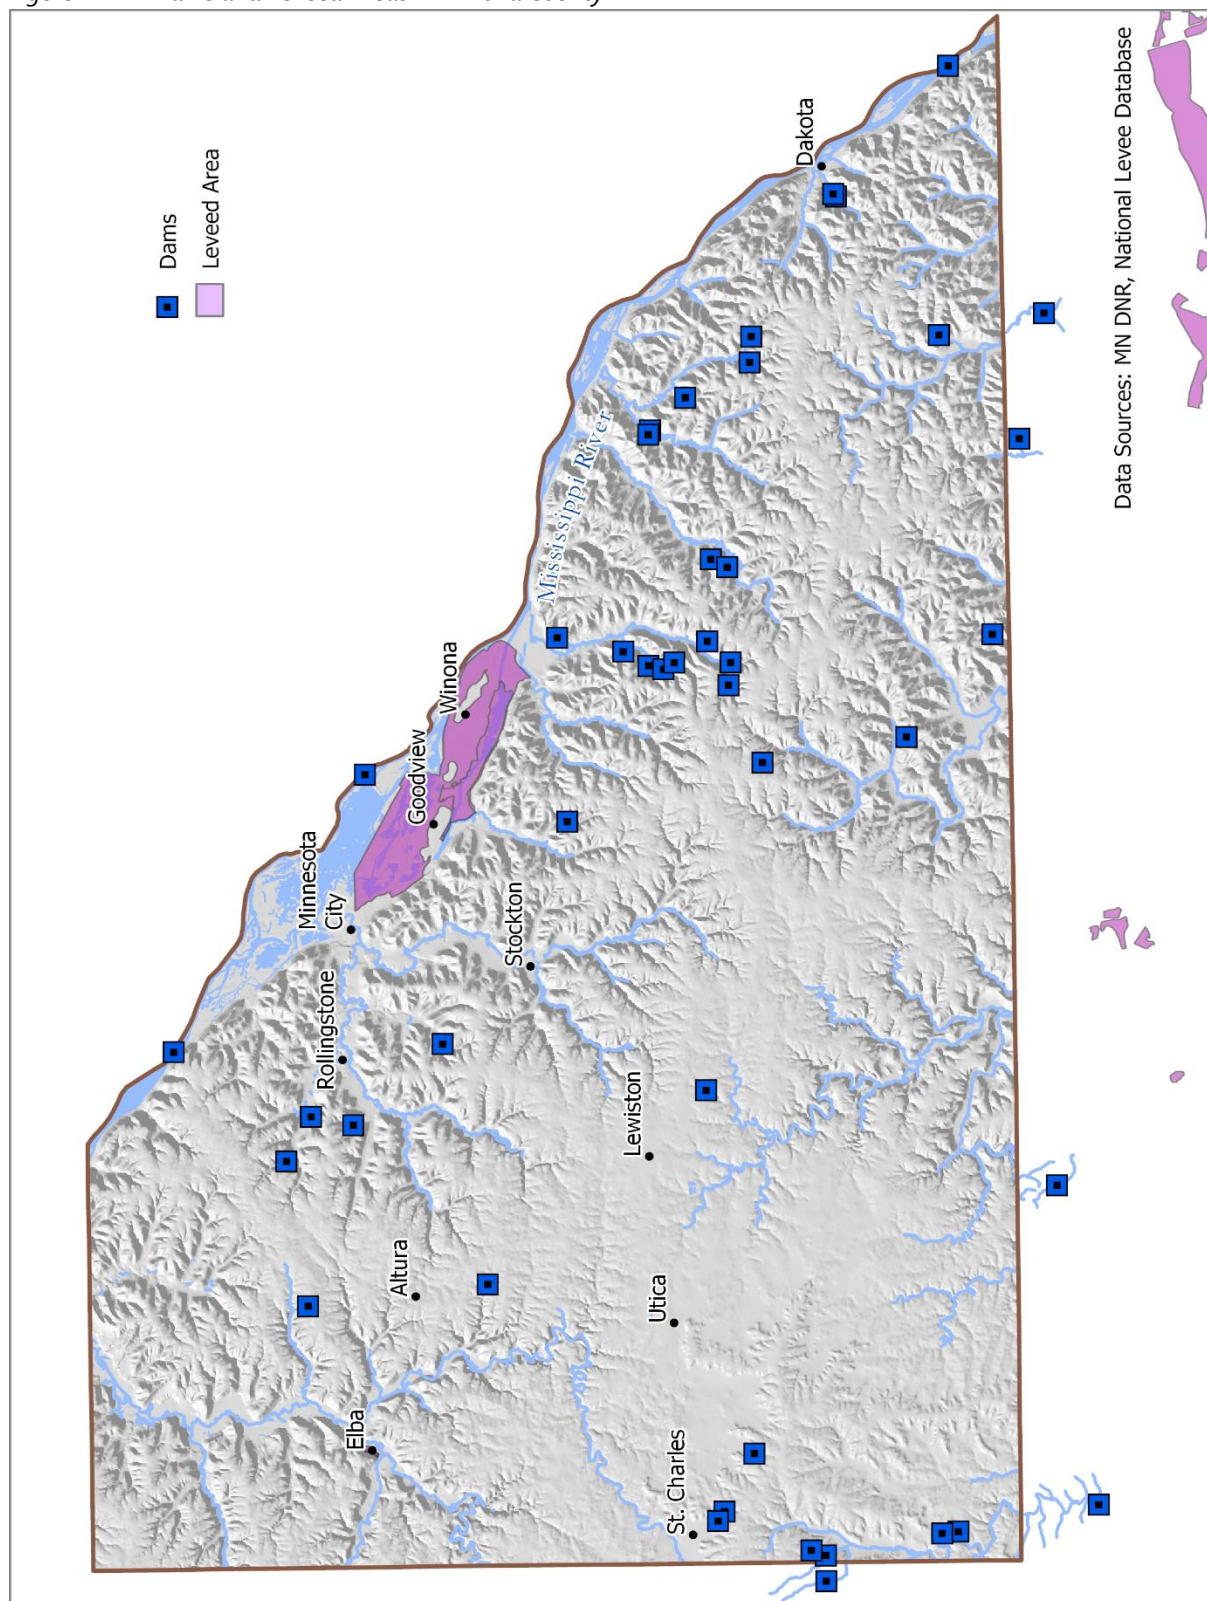 Dams
Leveed Area
Minnesota
City
Rollingstone
Elba
Altura
Goodview
Winona
Stockton
Mississippi River
Lewiston
Utica
St. Charles
Dakota
Data Sources: MN DNR, National Levee Database